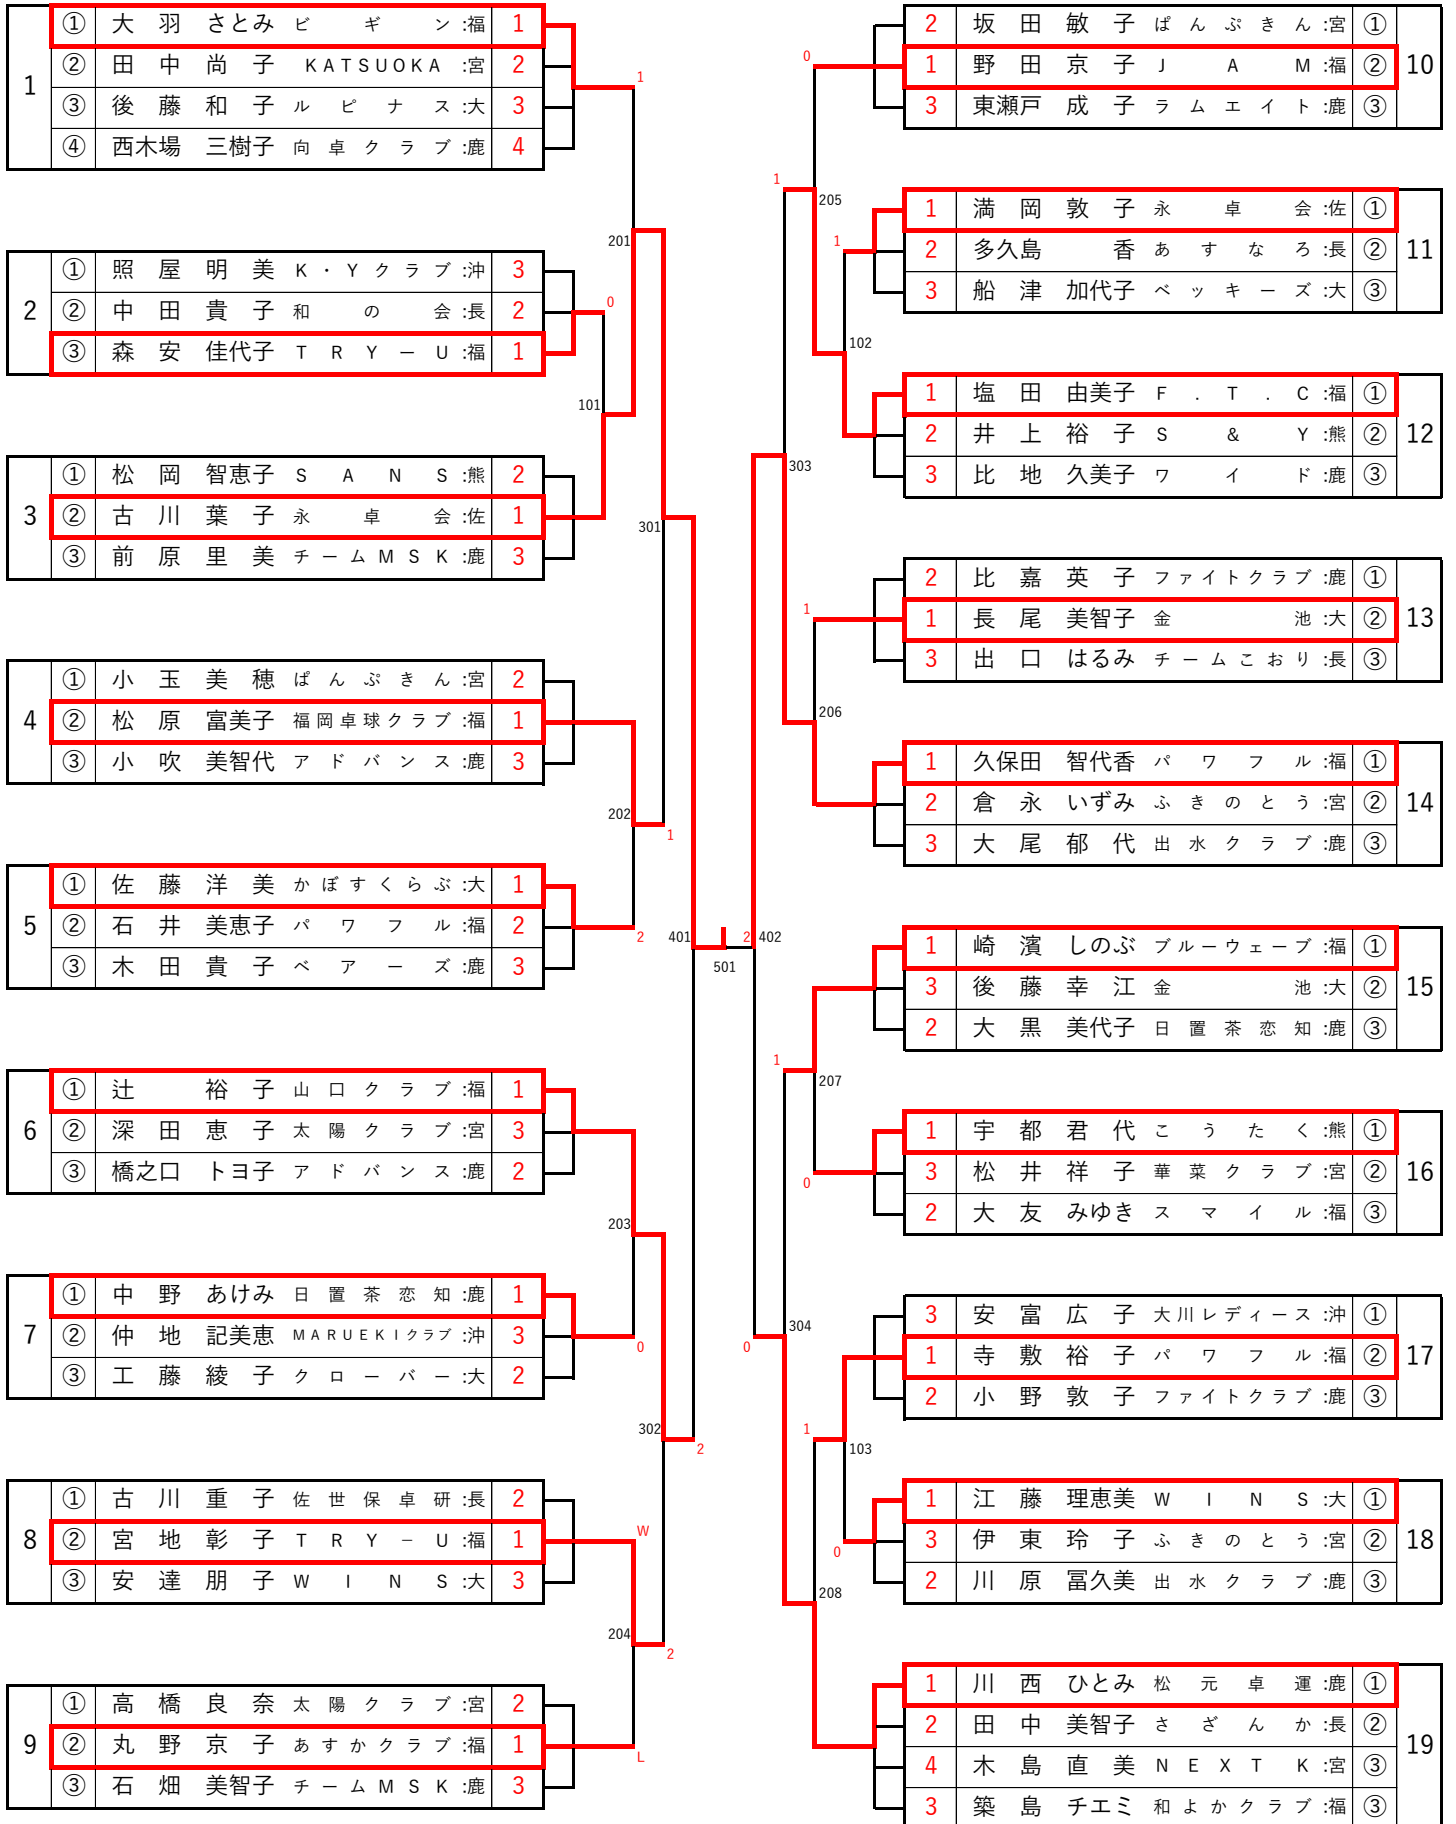 1
① 大羽 さとみ ビギン :福 1
② 田中尚子 KATSUOKA :宮 2
③ 後藤和子 ルピナス :大 3
④ 西木場 三樹子 向卓クラブ :鹿 4
2
① 照屋明美 K・Yクラブ :沖 3
② 中田貴子 和の会 :長 2
③ 森安 佳代子 TRY－U :福 1
3
① 松岡 智恵子 SANS :熊 2
② 古川葉子 永卓会 :佐 1
③ 前原里美 チームMSK :鹿 3
4
① 小玉美穂 ぱんぷきん :宮 2
② 松原 富美子 福岡卓球クラブ :福 1
③ 小吹 美智代 アドバンス :鹿 3
5
① 佐藤洋美 かぼすくらぶ :大 1
② 石井 美恵子 パワフル :福 2
③ 木田貴子 ベアーズ :鹿 3
6
① 辻 裕子 山口クラブ :福 1
② 深田恵子 太陽クラブ :宮 3
③ 橋之口 トヨ子 アドバンス :鹿 2
7
① 中野 あけみ 日置茶恋知 :鹿 1
② 仲地 記美恵 MARUEKIクラブ :沖 3
③ 工藤綾子 クローバー :大 2
8
① 古川重子 佐世保卓研 :長 2
② 宮地彰子 TRY－U :福 1
③ 安達朋子 WINS :大 3
9
① 高橋良奈 太陽クラブ :宮 2
② 丸野京子 あすかクラブ :福 1
③ 石畑 美智子 チームMSK :鹿 3
1
201
0
101
301
202
1
2
401
203
0
302
2
W
204
2
L
501
0
1
205
1
102
303
1
206
2
402
1
207
0
304
0
1
103
0
208
2 坂田敏子 ぱんぷきん :宮 ①
1 野田京子 JAM :福 ②
3 東瀬戸 成子 ラムエイト :鹿 ③
10
1 満岡敦子 永卓会 :佐 ①
2 多久島 香 あすなろ :長 ②
3 船津 加代子 ベッキーズ :大 ③
11
1 塩田 由美子 F.T.C :福 ①
2 井上裕子 S&Y :熊 ②
3 比地 久美子 ワイド :鹿 ③
12
2 比嘉英子 ファイトクラブ :鹿 ①
1 長尾 美智子 金池 :大 ②
3 出口 はるみ チームこおり :長 ③
13
1 久保田 智代香 パワフル :福 ①
2 倉永 いずみ ふきのとう :宮 ②
3 大尾郁代 出水クラブ :鹿 ③
14
1 崎濱 しのぶ ブルーウェーブ :福 ①
3 後藤幸江 金池 :大 ②
2 大黒 美代子 日置茶恋知 :鹿 ③
15
1 宇都君代 こうたく :熊 ①
3 松井祥子 華菜クラブ :宮 ②
2 大友 みゆき スマイル :福 ③
16
3 安富広子 大川レディース :沖 ①
1 寺敷裕子 パワフル :福 ②
2 小野敦子 ファイトクラブ :鹿 ③
17
1 江藤 理恵美 WINS :大 ①
3 伊東玲子 ふきのとう :宮 ②
2 川原 冨久美 出水クラブ :鹿 ③
18
1 川西 ひとみ 松元卓運 :鹿 ①
2 田中 美智子 さざんか :長 ②
4 木島直美 NEXT K :宮 ③
3 築島 チエミ 和よかクラブ :福 ③
19